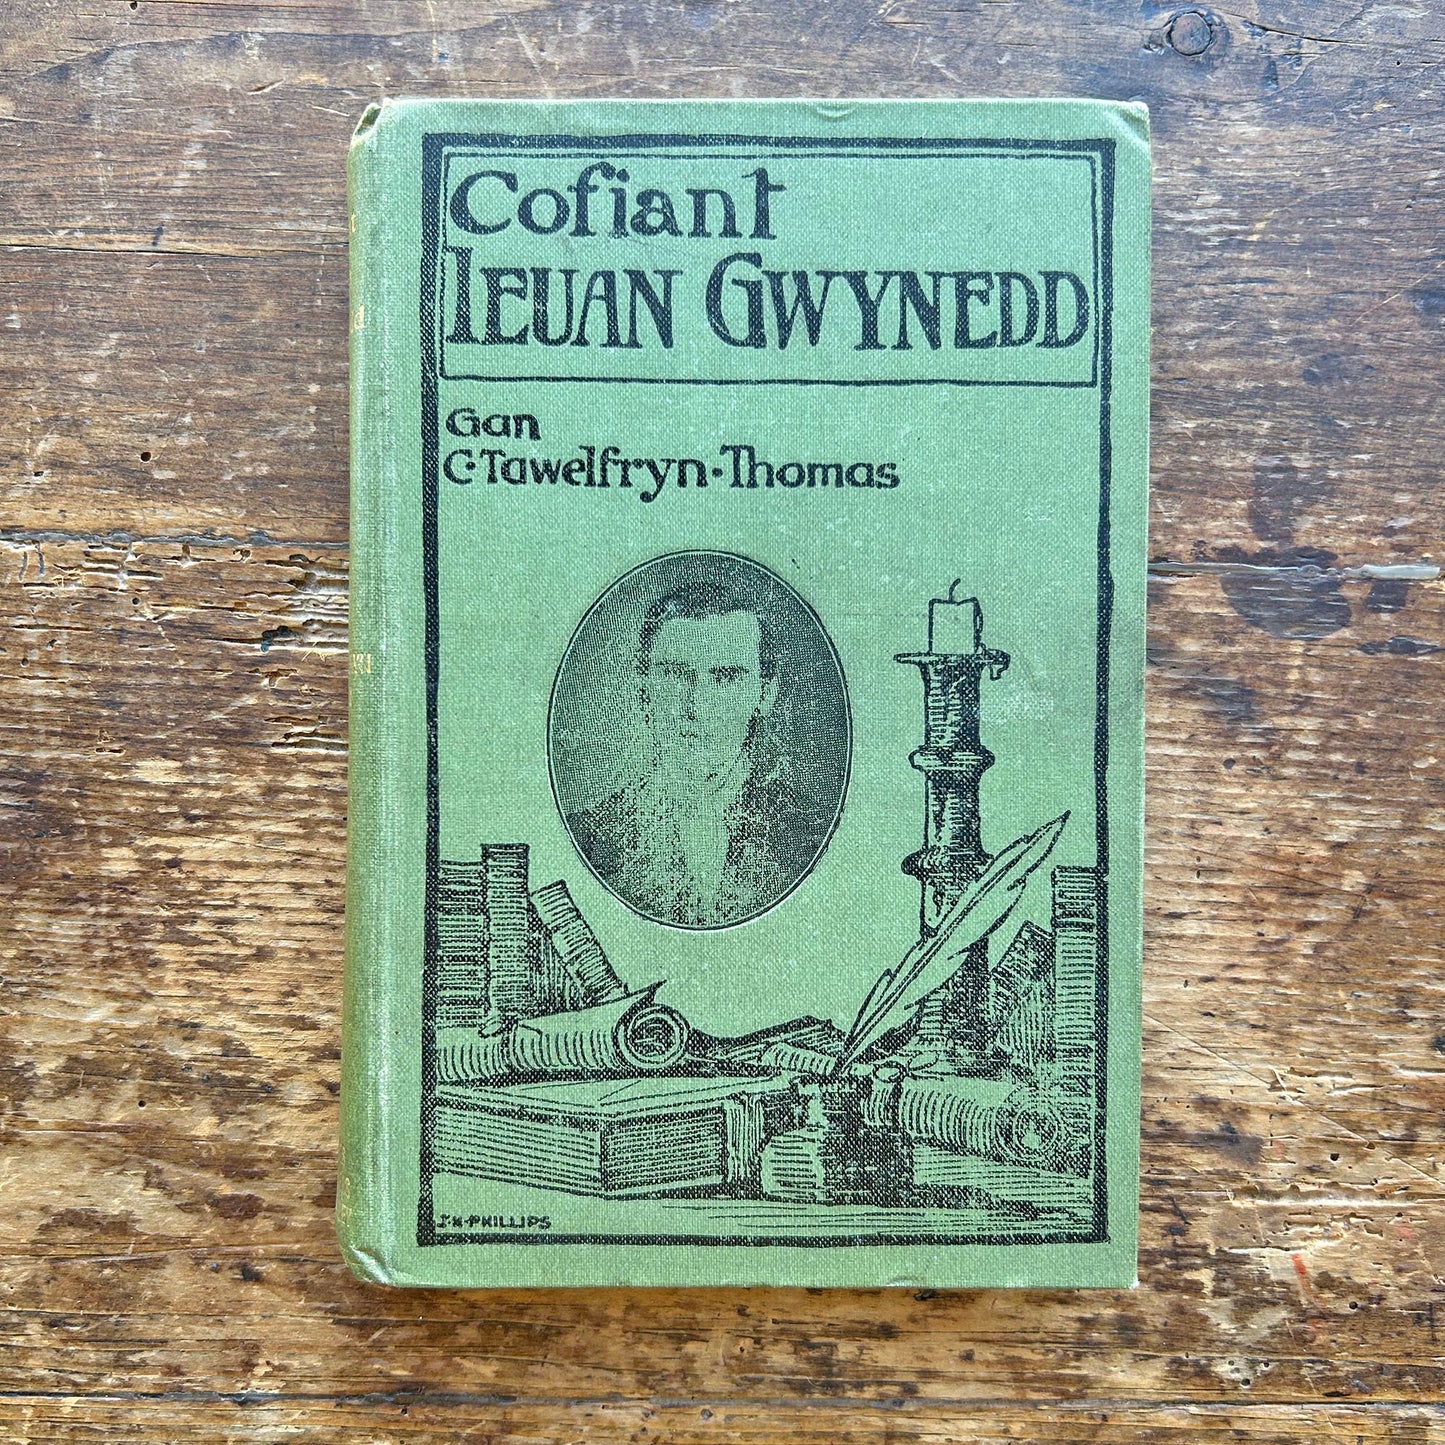 Cofiant
IEUAN GWYNEDD
Gan
C·Tawelfryn·Thomas
J·K·PHILLIPS